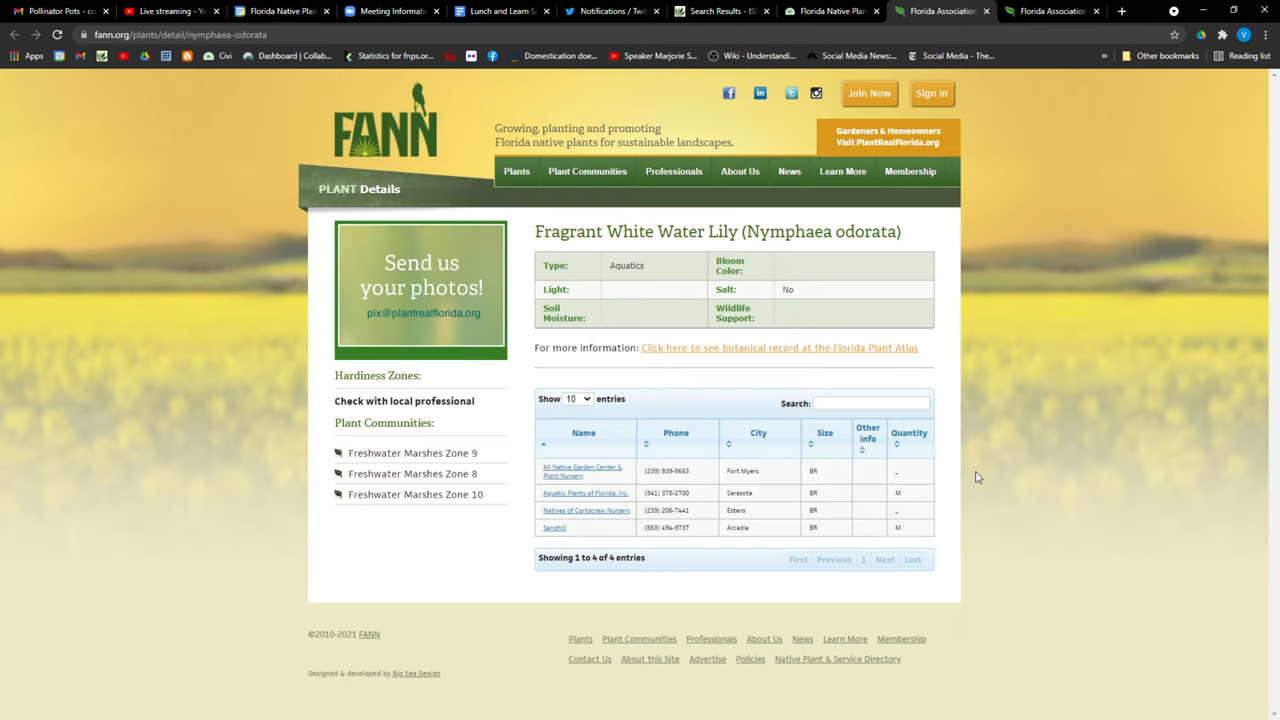 Pollinator Pots - co
Live streaming - Yo
Florida Native Plan
Marshes Marshes
Lunch and Learn S
Notifications / Twi
Search Results - IS
Florida Native Plan
Florida Association
Florida Association
fann.org/plants/detail/nymphaea-odorata
Apps
Civi
Dashboard | Collab...
Statistics for fnps.or...
Domestication doe...
Speaker Marjorie S...
Wiki - Understandi...
Social Media - Goo...
Social Media - The...
Other bookmarks
Reading list
FANN
Growing, planting and promoting
Florida native plants for sustainable landscapes.
Join Now
Sign In
Gardeners & Homeowners
Visit PlantRealFlorida.org
Plants Plant Communities Professionals About Us News Learn More Membership
PLANT Details
Send us
your photos!
pix@plantrealflorida.org
Hardiness Zones:
Check with local professional
Plant Communities:
Freshwater Marshes Zone 9
Freshwater Marshes Zone 8
Freshwater Marshes Zone 10
Fragrant White Water Lily (Nymphaea odorata)
Type: Aquatics Bloom
Color:
Light: Salt: No
Soil Wildlife
Moisture: Support:
For more information: Click here to see botanical record at the Florida Plant Atlas
Show 10 entries Search:
Name Phone City Size Other info Quantity
All Native Garden Center & Plant Nursery (239) 939-9663 Fort Myers BR _
Aquatic Plants of Florida, Inc. (941) 378-2700 Sarasota BR M
Natives of Corkscrew Nursery (239) 206-7441 Estero BR _
Sandhill (863) 494-9737 Arcadia BR M
Showing 1 to 4 of 4 entries First Previous 1 Next Last
©2010-2021 FANN
Plants Plant Communities Professionals About Us News Learn More Membership
Contact Us About this Site Advertise Policies Native Plant & Service Directory
Designed & developed by Big Sea Design